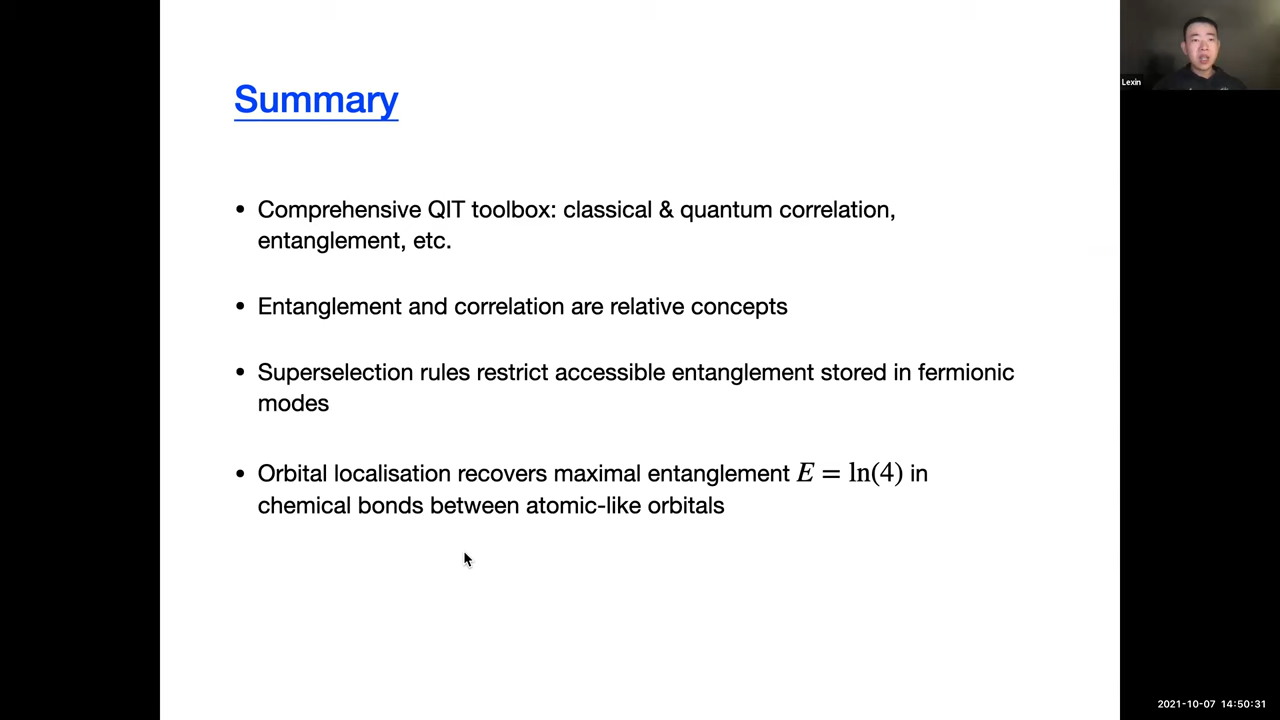 Summary
• Comprehensive QIT toolbox: classical & quantum correlation,
entanglement, etc.
• Entanglement and correlation are relative concepts
• Superselection rules restrict accessible entanglement stored in fermionic
modes
• Orbital localisation recovers maximal entanglement E = ln(4) in
chemical bonds between atomic-like orbitals
Lexin
2021-10-07 14:50:31